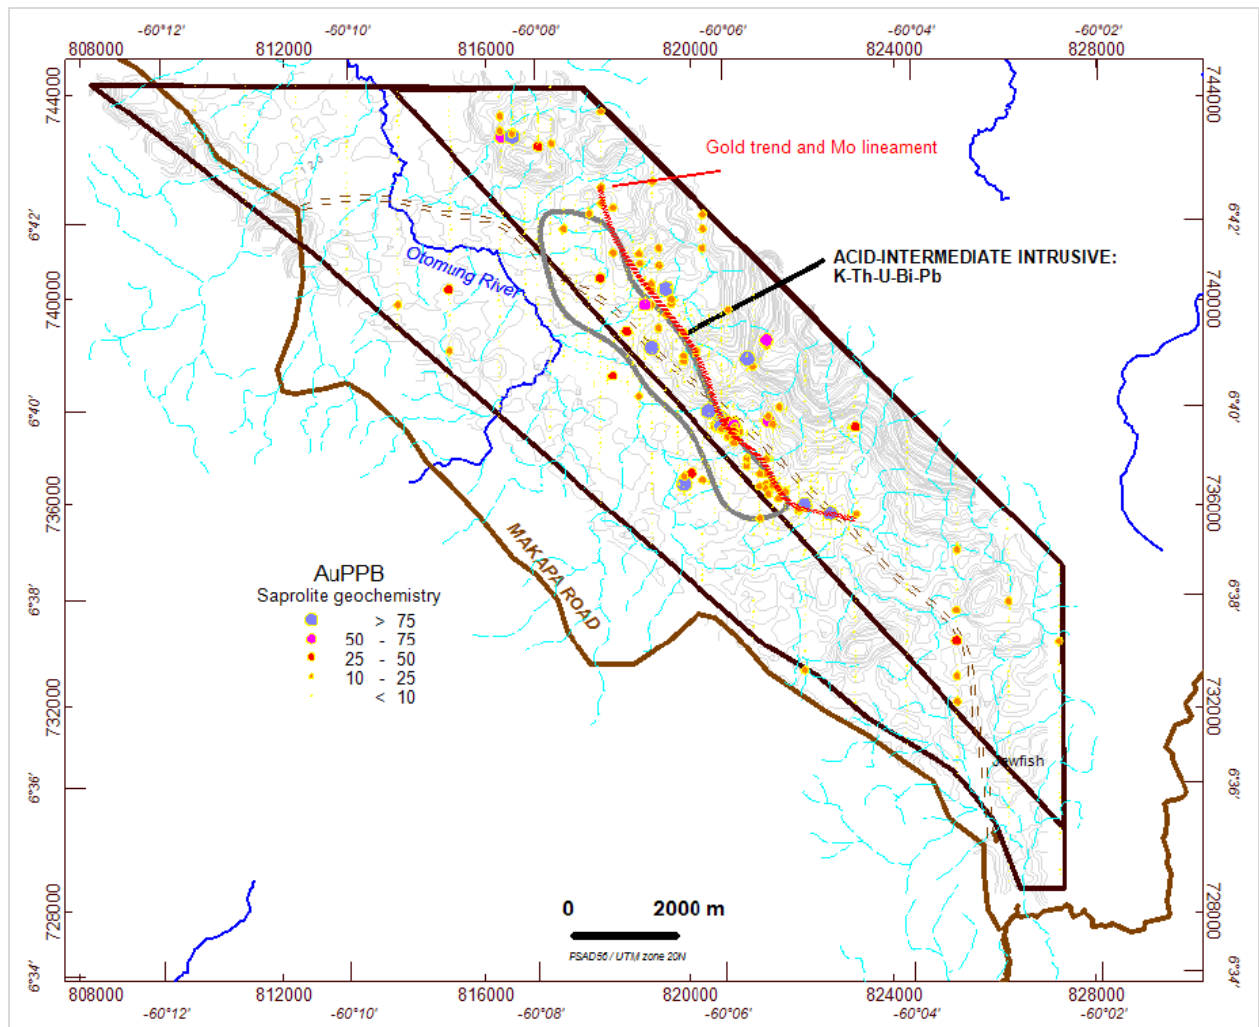 -60°12' -60°10' -60°08' -60°06' -60°04' -60°02'
808000 812000 816000 820000 824000 828000
744000
744000
Gold trend and Mo lineament
6°42'
6°42'
120
Otomung River
ACID-INTERMEDIATE INTRUSIVE:
K-Th-U-Bi-Pb
740000
740000
6°40'
6°40'
736000
736000
MAKAPA ROAD
AuPPB
Saprolite geochemistry
> 75
50 - 75
25 - 50
10 - 25
< 10
6°38'
6°38'
732000
732000
Jawfish
6°36'
6°36'
0 2000 m
PSAD56 / UTM zone 20N
728000
728000
6°34'
6°34'
808000 812000 816000 820000 824000 828000
-60°12' -60°10' -60°08' -60°06' -60°04' -60°02'